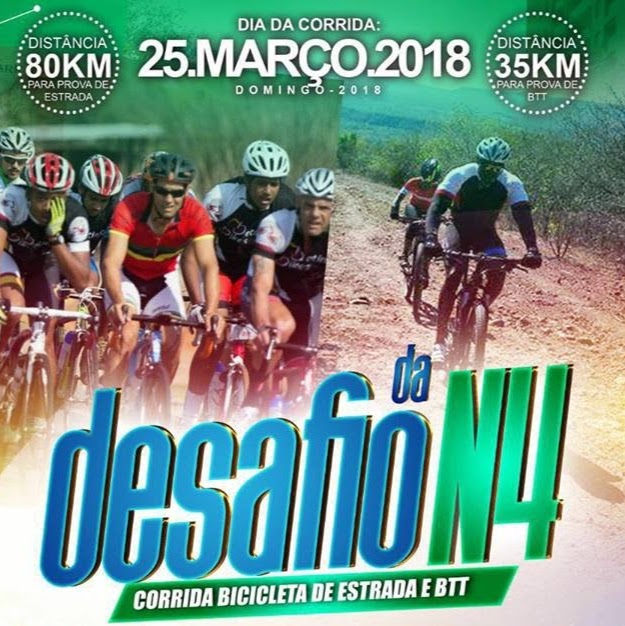 DISTÂNCIA
80KM
PARA PROVA DE
ESTRADA
DIA DA CORRIDA:
25.MARÇO.2018
DOMINGO-2018
DISTÂNCIA
35KM
PARA PROVA DE
BTT
desafio da N4
CORRIDA BICICLETA DE ESTRADA E BTT